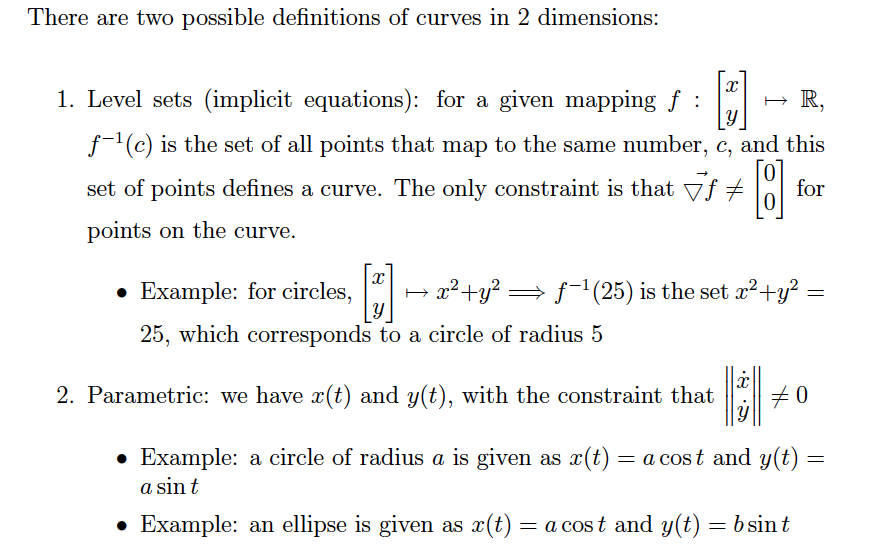 There are two possible definitions of curves in 2 dimensions:
1. Level sets (implicit equations): for a given mapping f : [x y] ↦ ℝ,
f⁻¹(c) is the set of all points that map to the same number, c, and this
set of points defines a curve. The only constraint is that ▽⃗f ≠ [0 0] for
points on the curve.
• Example: for circles, [x y] ↦ x²+y² ⟹ f⁻¹(25) is the set x²+y² =
25, which corresponds to a circle of radius 5
2. Parametric: we have x(t) and y(t), with the constraint that ‖ẋ ẏ‖ ≠ 0
• Example: a circle of radius a is given as x(t) = a cos t and y(t) =
a sin t
• Example: an ellipse is given as x(t) = a cos t and y(t) = b sin t